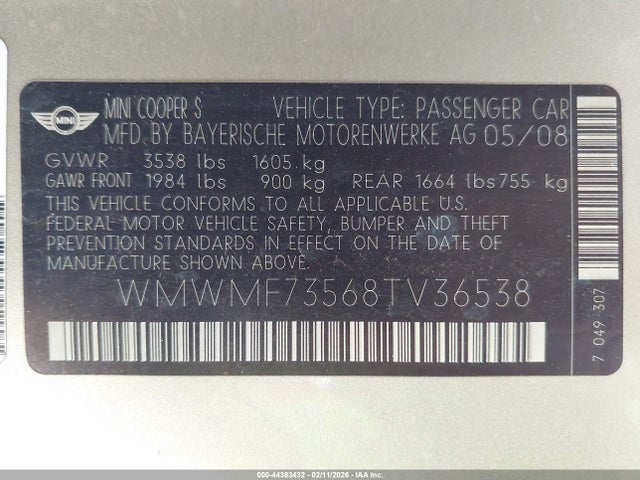 MINI
MINI COOPER S VEHICLE TYPE: PASSENGER CAR
MFD BY BAYERISCHE MOTORENWERKE AG 05/08
GVWR 3538 lbs 1605 kg
GAWR FRONT 1984 lbs 900 kg REAR 1664 lbs 755 kg
THIS VEHICLE CONFORMS TO ALL APPLICABLE U.S.
FEDERAL MOTOR VEHICLE SAFETY, BUMPER AND THEFT
PREVENTION STANDARDS IN EFFECT ON THE DATE OF
MANUFACTURE SHOWN ABOVE.
WMWMF73568TV36538
7 049 307
000-44383432 - 02/11/2026 - IAA Inc.